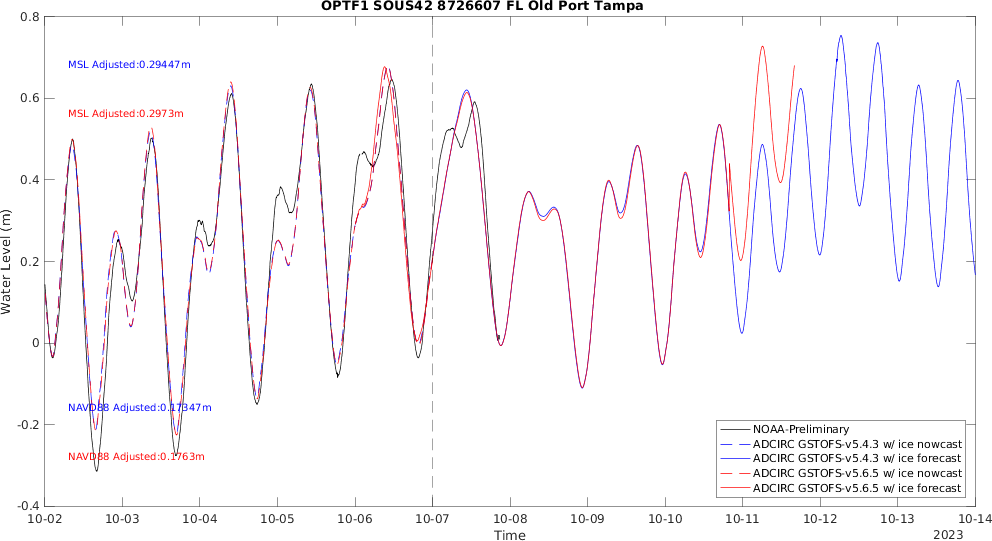 OPTF1 SOUS42 8726607 FL Old Port Tampa
0.8
0.6
0.4
0.2
0
-0.2
-0.4
Water Level (m)
MSL Adjusted:0.29447m
MSL Adjusted:0.2973m
NAVD88 Adjusted:0.17347m
NAVD88 Adjusted:0.1763m
NOAA-Preliminary
ADCIRC GSTOFS-v5.4.3 w/ ice nowcast
ADCIRC GSTOFS-v5.4.3 w/ ice forecast
ADCIRC GSTOFS-v5.6.5 w/ ice nowcast
ADCIRC GSTOFS-v5.6.5 w/ ice forecast
10-02 10-03 10-04 10-05 10-06 10-07 10-08 10-09 10-10 10-11 10-12 10-13 10-14
Time
2023